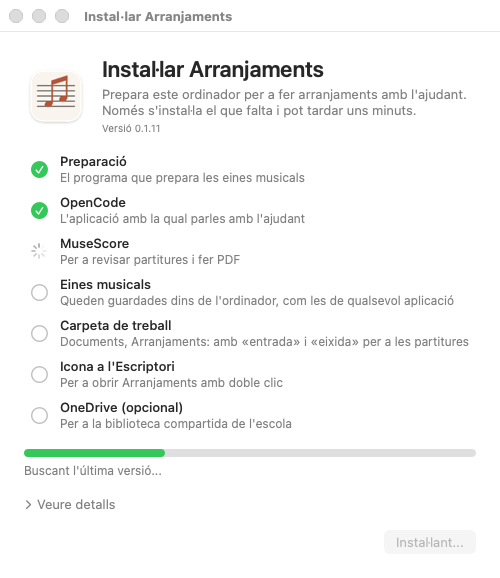 Instal·lar Arranjaments
Instal·lar Arranjaments
Prepara este ordinador per a fer arranjaments amb l'ajudant.
Només s'instal·la el que falta i pot tardar uns minuts.
Versió 0.1.11
Preparació
El programa que prepara les eines musicals
OpenCode
L'aplicació amb la qual parles amb l'ajudant
MuseScore
Per a revisar partitures i fer PDF
Eines musicals
Queden guardades dins de l'ordinador, com les de qualsevol aplicació
Carpeta de treball
Documents, Arranjaments: amb «entrada» i «eixida» per a les partitures
Icona a l'Escriptori
Per a obrir Arranjaments amb doble clic
OneDrive (opcional)
Per a la biblioteca compartida de l'escola
Buscant l'última versió...
Veure detalls
Instal·lant...